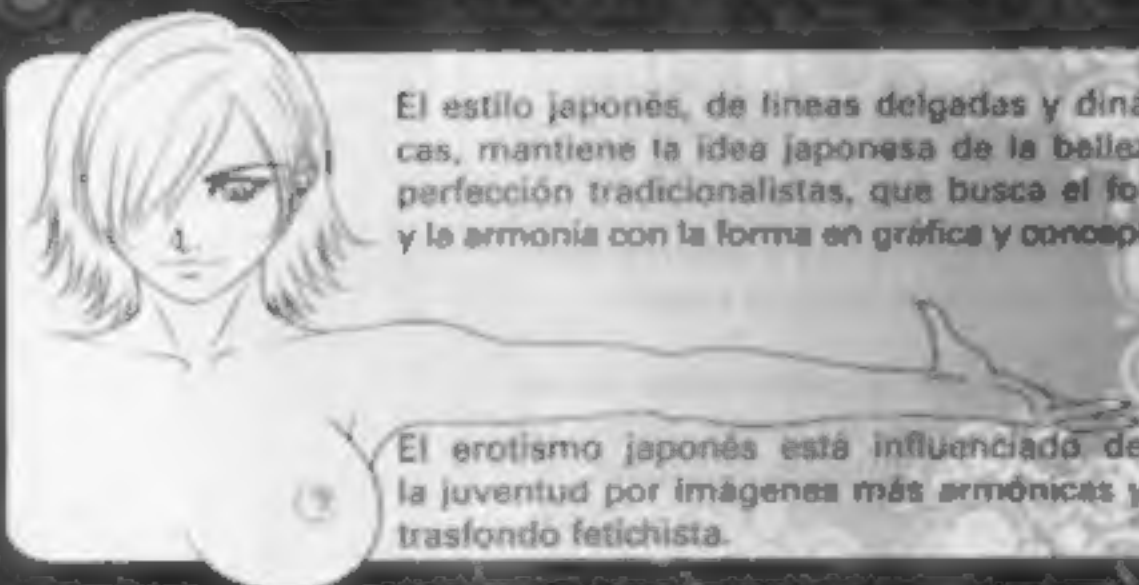 El estilo japonés, de lineas delgadas y diná
cas, mantiene la idea japonesa de la bellez
perfección tradicionalistas, que busca el fo
y la armonía con la forma en gráfica y concep
El erotismo japonés está influenciado de
la juventud por imágenes más armónicas y
trasfondo fetichista.